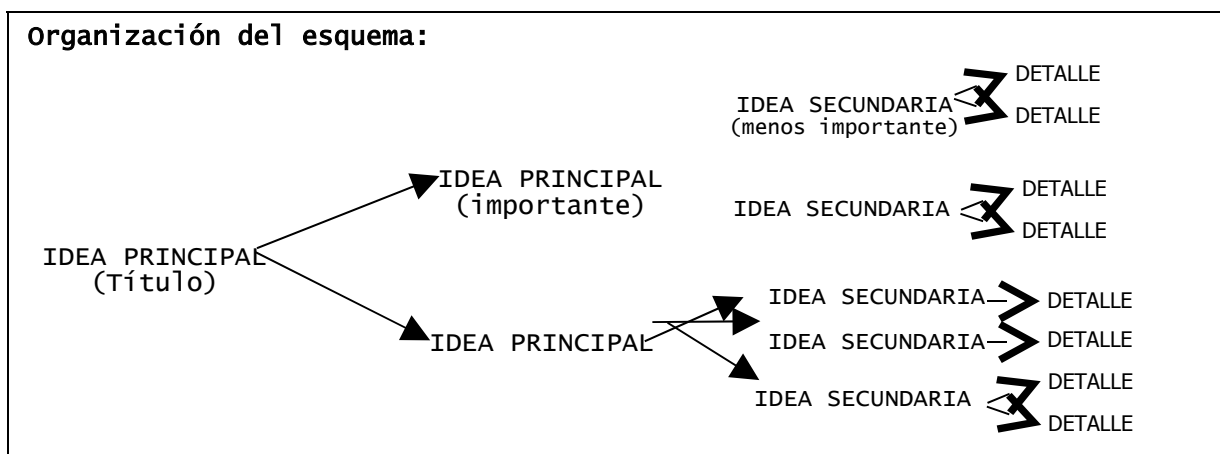 Organización del esquema:
DETALLE
IDEA SECUNDARIA
(menos importante)
DETALLE
IDEA PRINCIPAL
(importante)
DETALLE
IDEA SECUNDARIA
DETALLE
IDEA PRINCIPAL
(Título)
IDEA SECUNDARIA
DETALLE
IDEA PRINCIPAL
IDEA SECUNDARIA
DETALLE
DETALLE
IDEA SECUNDARIA
DETALLE